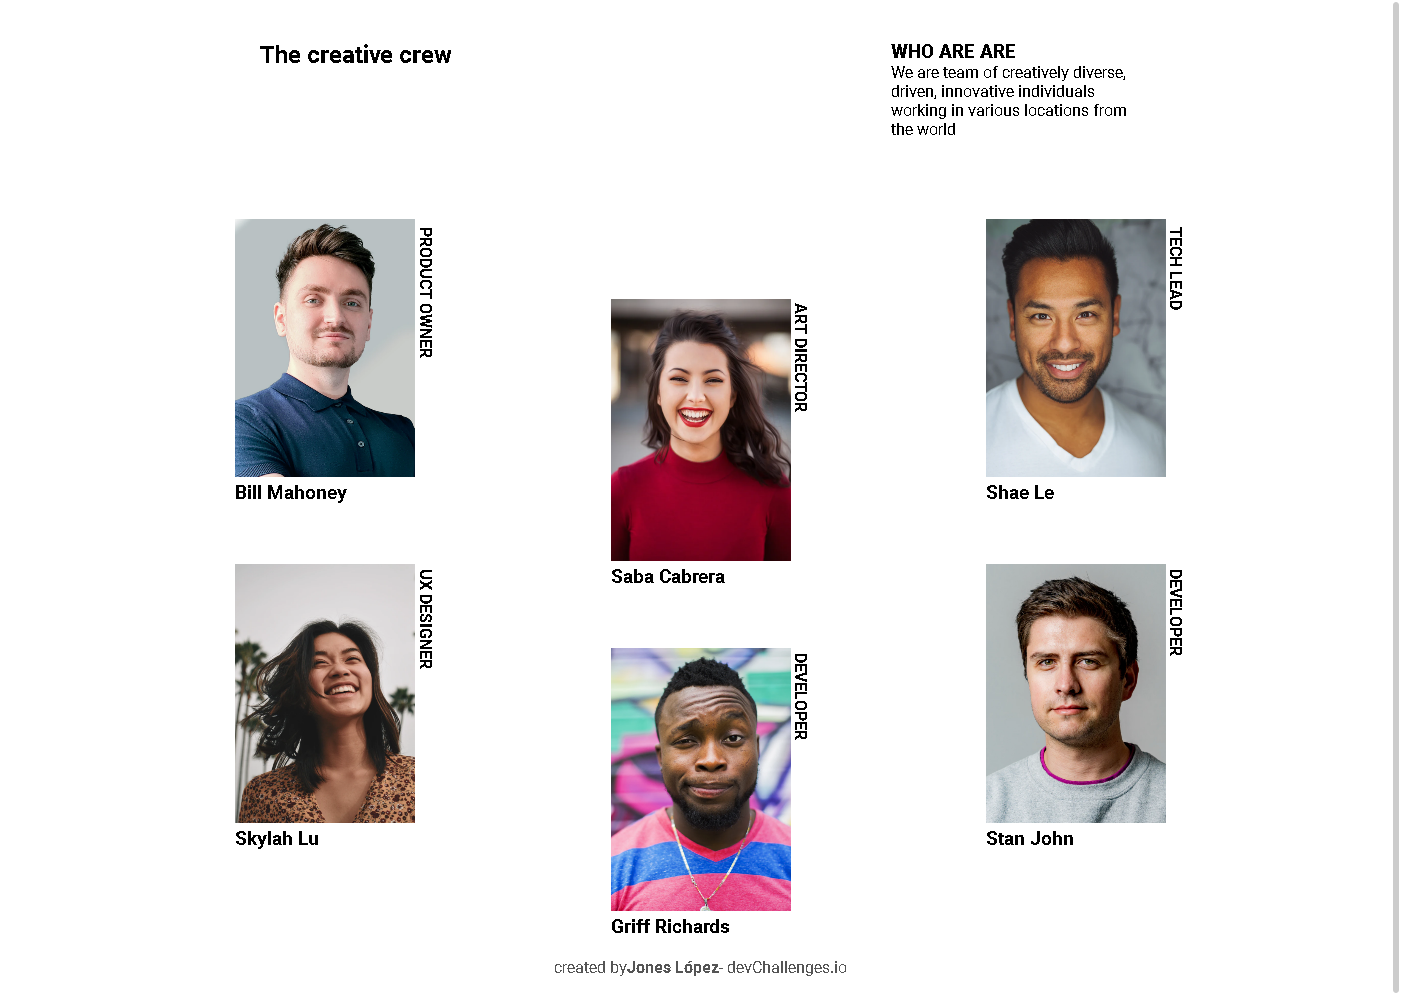 The creative crew
WHO ARE ARE
We are team of creatively diverse,
driven, innovative individuals
working in various locations from
the world
PRODUCT OWNER
Bill Mahoney
UX DESIGNER
Skylah Lu
ART DIRECTOR
Saba Cabrera
DEVELOPER
Griff Richards
TECH LEAD
Shae Le
DEVELOPER
Stan John
created byJones López- devChallenges.io